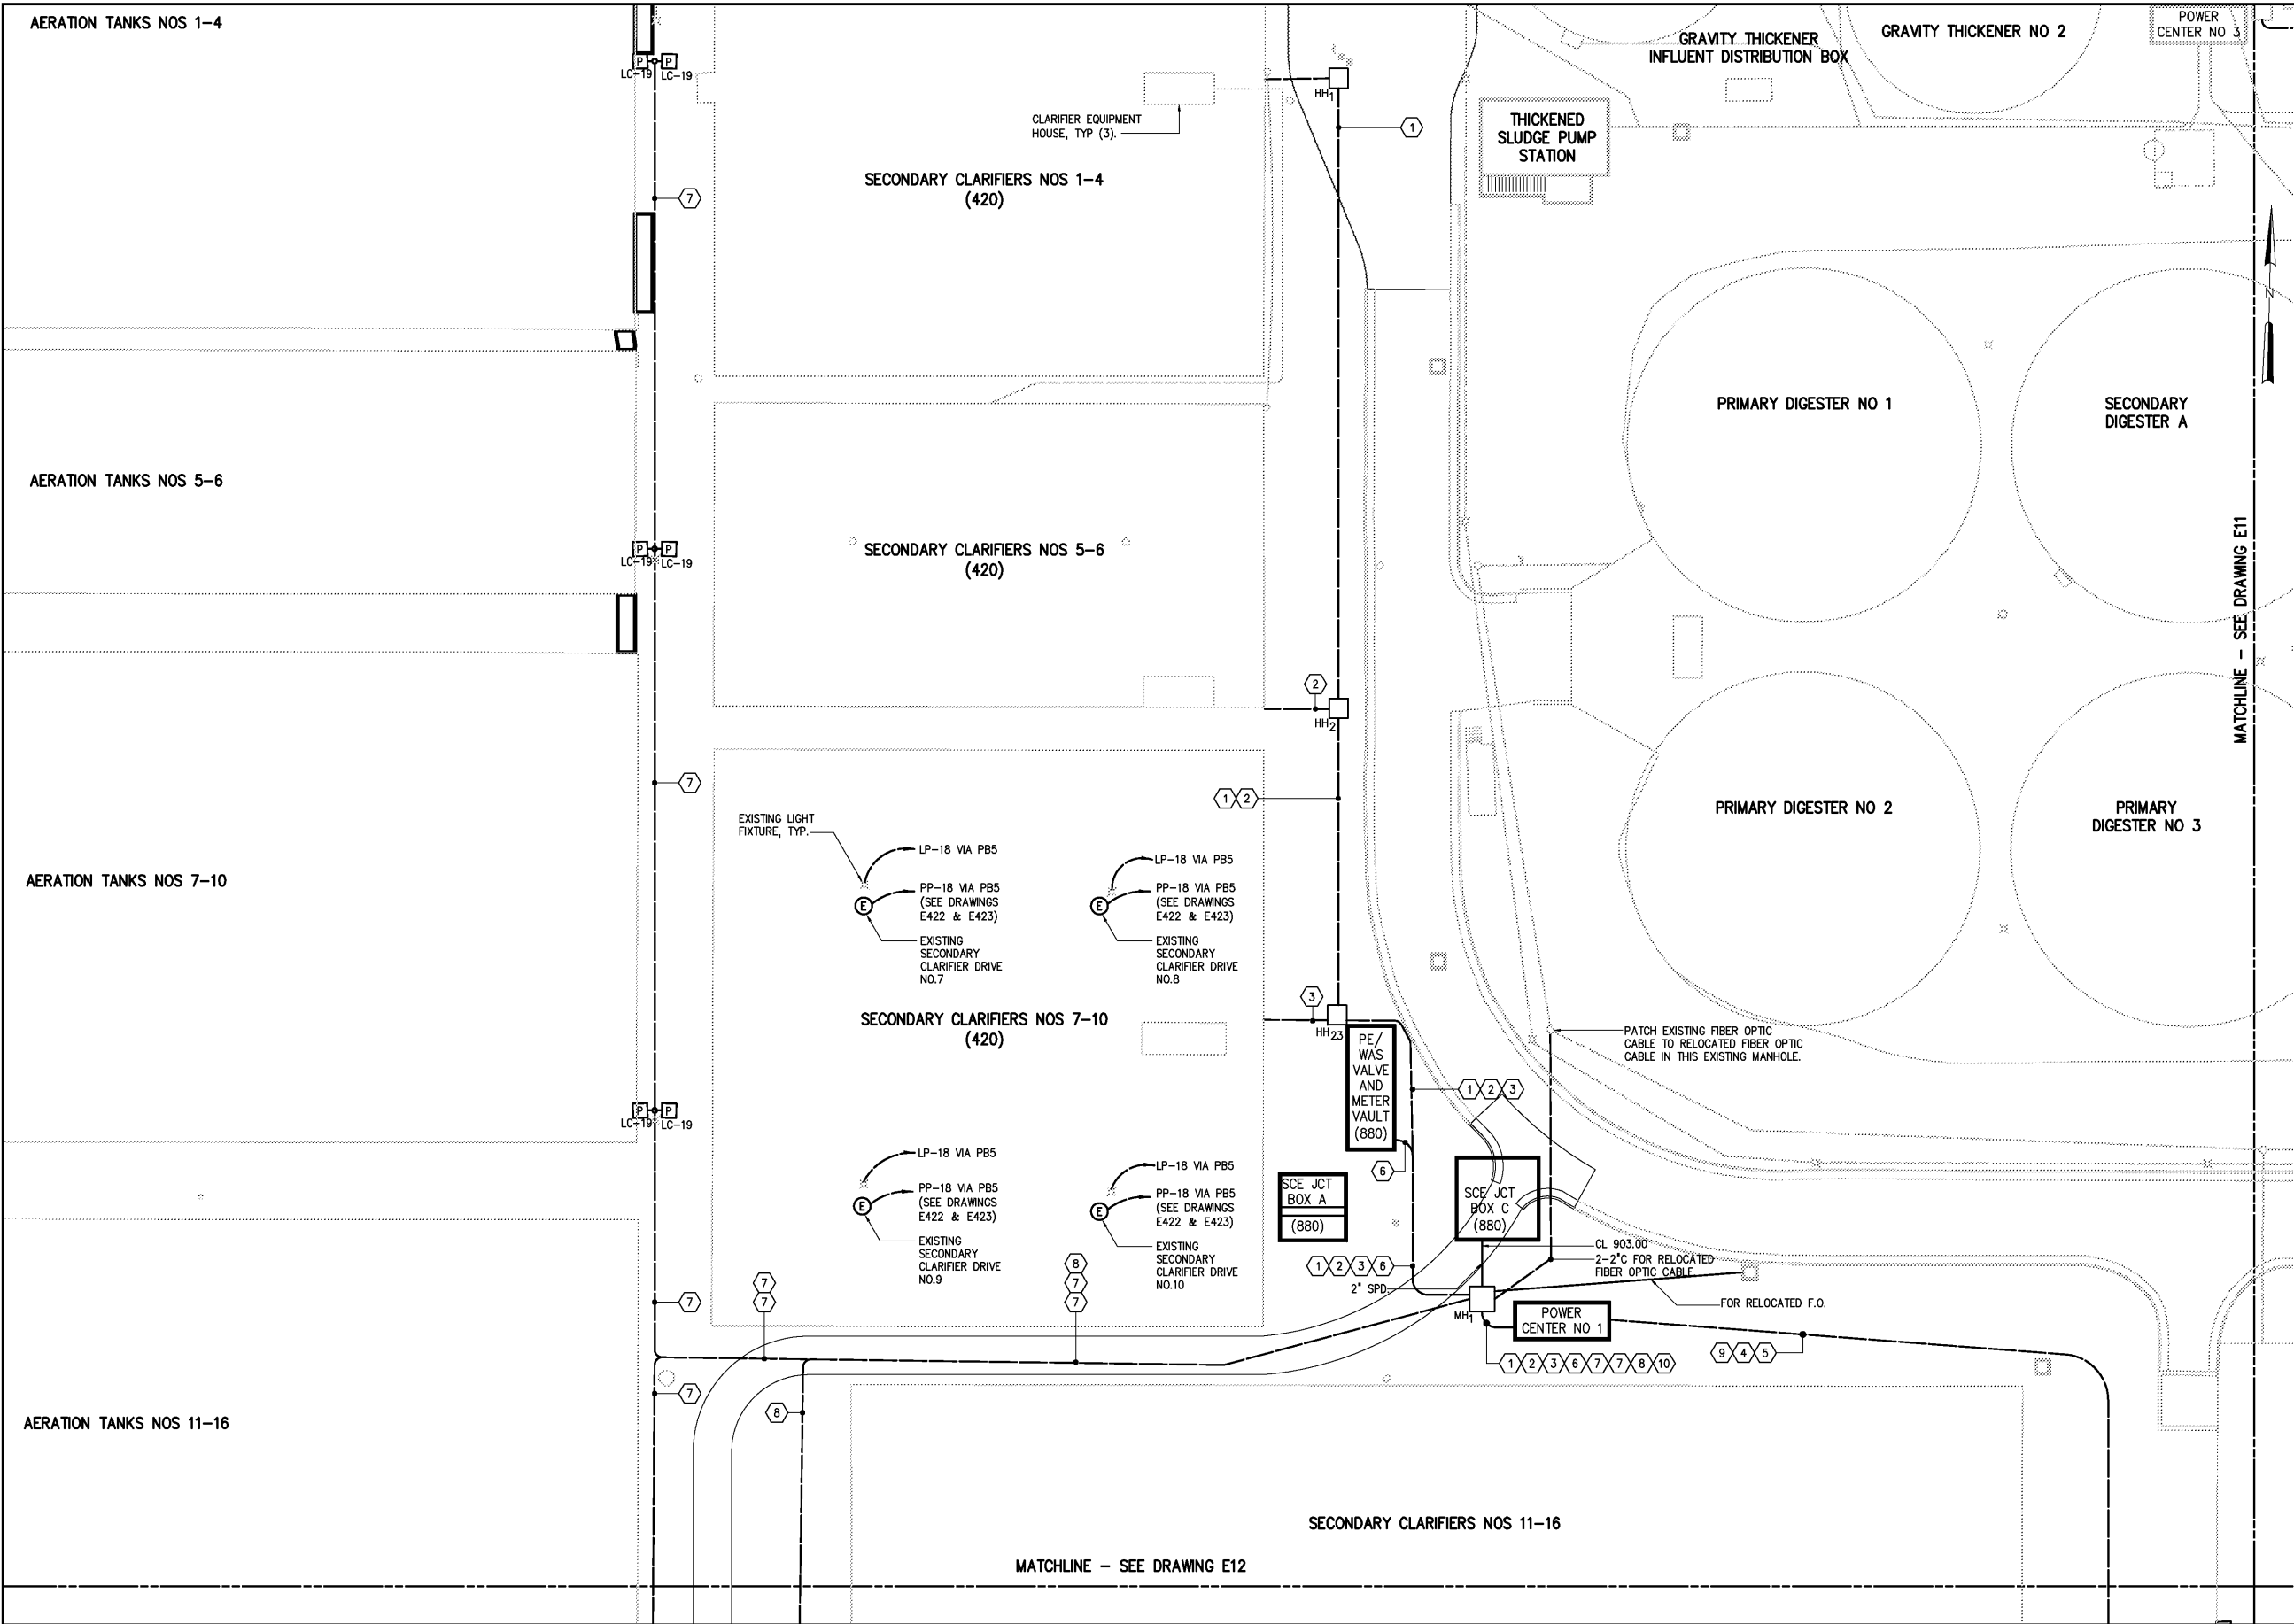 AERATION TANKS NOS 1-4
P P
LC-19 LC-19
7
CLARIFIER EQUIPMENT
HOUSE, TYP (3).
SECONDARY CLARIFIERS NOS 1-4
(420)
HH1
1
GRAVITY THICKENER
INFLUENT DISTRIBUTION BOX
GRAVITY THICKENER NO 2
POWER
CENTER NO 3
THICKENED
SLUDGE PUMP
STATION
N
PRIMARY DIGESTER NO 1
SECONDARY
DIGESTER A
AERATION TANKS NOS 5-6
P P
LC-19 LC-19
SECONDARY CLARIFIERS NOS 5-6
(420)
MATCHLINE - SEE DRAWING E11
2
HH2
7
1 2
AERATION TANKS NOS 7-10
EXISTING LIGHT
FIXTURE, TYP.
LP-18 VIA PB5
PP-18 VIA PB5
(SEE DRAWINGS
E422 & E423)
E
EXISTING
SECONDARY
CLARIFIER DRIVE
NO.7
LP-18 VIA PB5
PP-18 VIA PB5
(SEE DRAWINGS
E422 & E423)
E
EXISTING
SECONDARY
CLARIFIER DRIVE
NO.8
PRIMARY DIGESTER NO 2
PRIMARY
DIGESTER NO 3
SECONDARY CLARIFIERS NOS 7-10
(420)
3
HH23
PE/
WAS
VALVE
AND
METER
VAULT
(880)
PATCH EXISTING FIBER OPTIC
CABLE TO RELOCATED FIBER OPTIC
CABLE IN THIS EXISTING MANHOLE.
1 2 3
P P
LC-19 LC-19
6
LP-18 VIA PB5
PP-18 VIA PB5
(SEE DRAWINGS
E422 & E423)
E
EXISTING
SECONDARY
CLARIFIER DRIVE
NO.9
LP-18 VIA PB5
PP-18 VIA PB5
(SEE DRAWINGS
E422 & E423)
E
EXISTING
SECONDARY
CLARIFIER DRIVE
NO.10
SCE JCT
BOX A
(880)
SCE JCT
BOX C
(880)
CL 903.00
2-2"C FOR RELOCATED
FIBER OPTIC CABLE
1 2 3 6
2" SPD
FOR RELOCATED F.O.
MH1
POWER
CENTER NO 1
7
7
7
8
7
7
1 2 3 6 7 7 8 10
9 4 5
7
8
AERATION TANKS NOS 11-16
SECONDARY CLARIFIERS NOS 11-16
MATCHLINE - SEE DRAWING E12